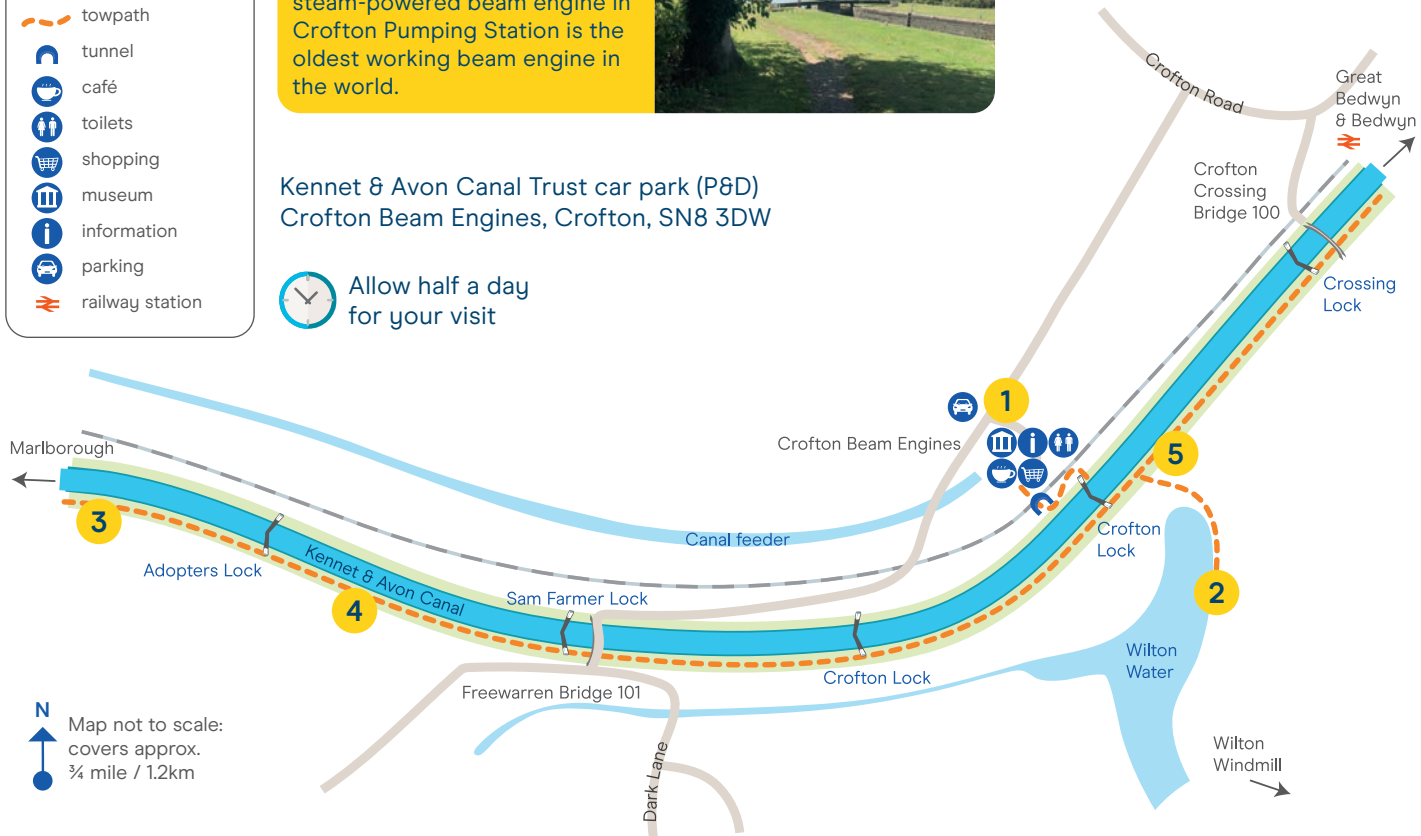 towpath
tunnel
café
toilets
shopping
museum
information
parking
railway station
steam-powered beam engine in
Crofton Pumping Station is the
oldest working beam engine in
the world.
Kennet & Avon Canal Trust car park (P&D)
Crofton Beam Engines, Crofton, SN8 3DW
Allow half a day
for your visit
Crofton Road
Great
Bedwyn
& Bedwyn
Crofton
Crossing
Bridge 100
Crossing
Lock
1
Crofton Beam Engines
5
Crofton
Lock
2
Wilton
Water
Marlborough
3
Adopters Lock
Kennet & Avon Canal
4
Canal feeder
Sam Farmer Lock
Crofton Lock
Freewarren Bridge 101
Dark Lane
Wilton
Windmill
N
Map not to scale:
covers approx.
¾ mile / 1.2km